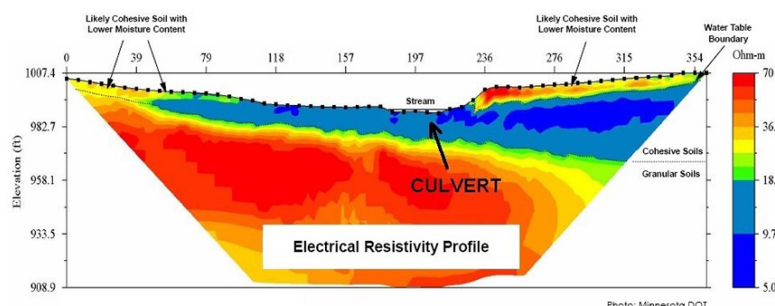 Likely Cohesive Soil with
Lower Moisture Content
Likely Cohesive Soil with
Lower Moisture Content
Water Table
Boundary
0 39 79 157 197 236 276 315 354
Ohm-m
1007.4
982.7
958.1
933.5
908.9
Elevation (ft)
Stream
CULVERT
Cohesive Soils
Granular Soils
Electrical Resistivity Profile
70
36
18.
9.7
5.0
Photo: Minnesota DOT